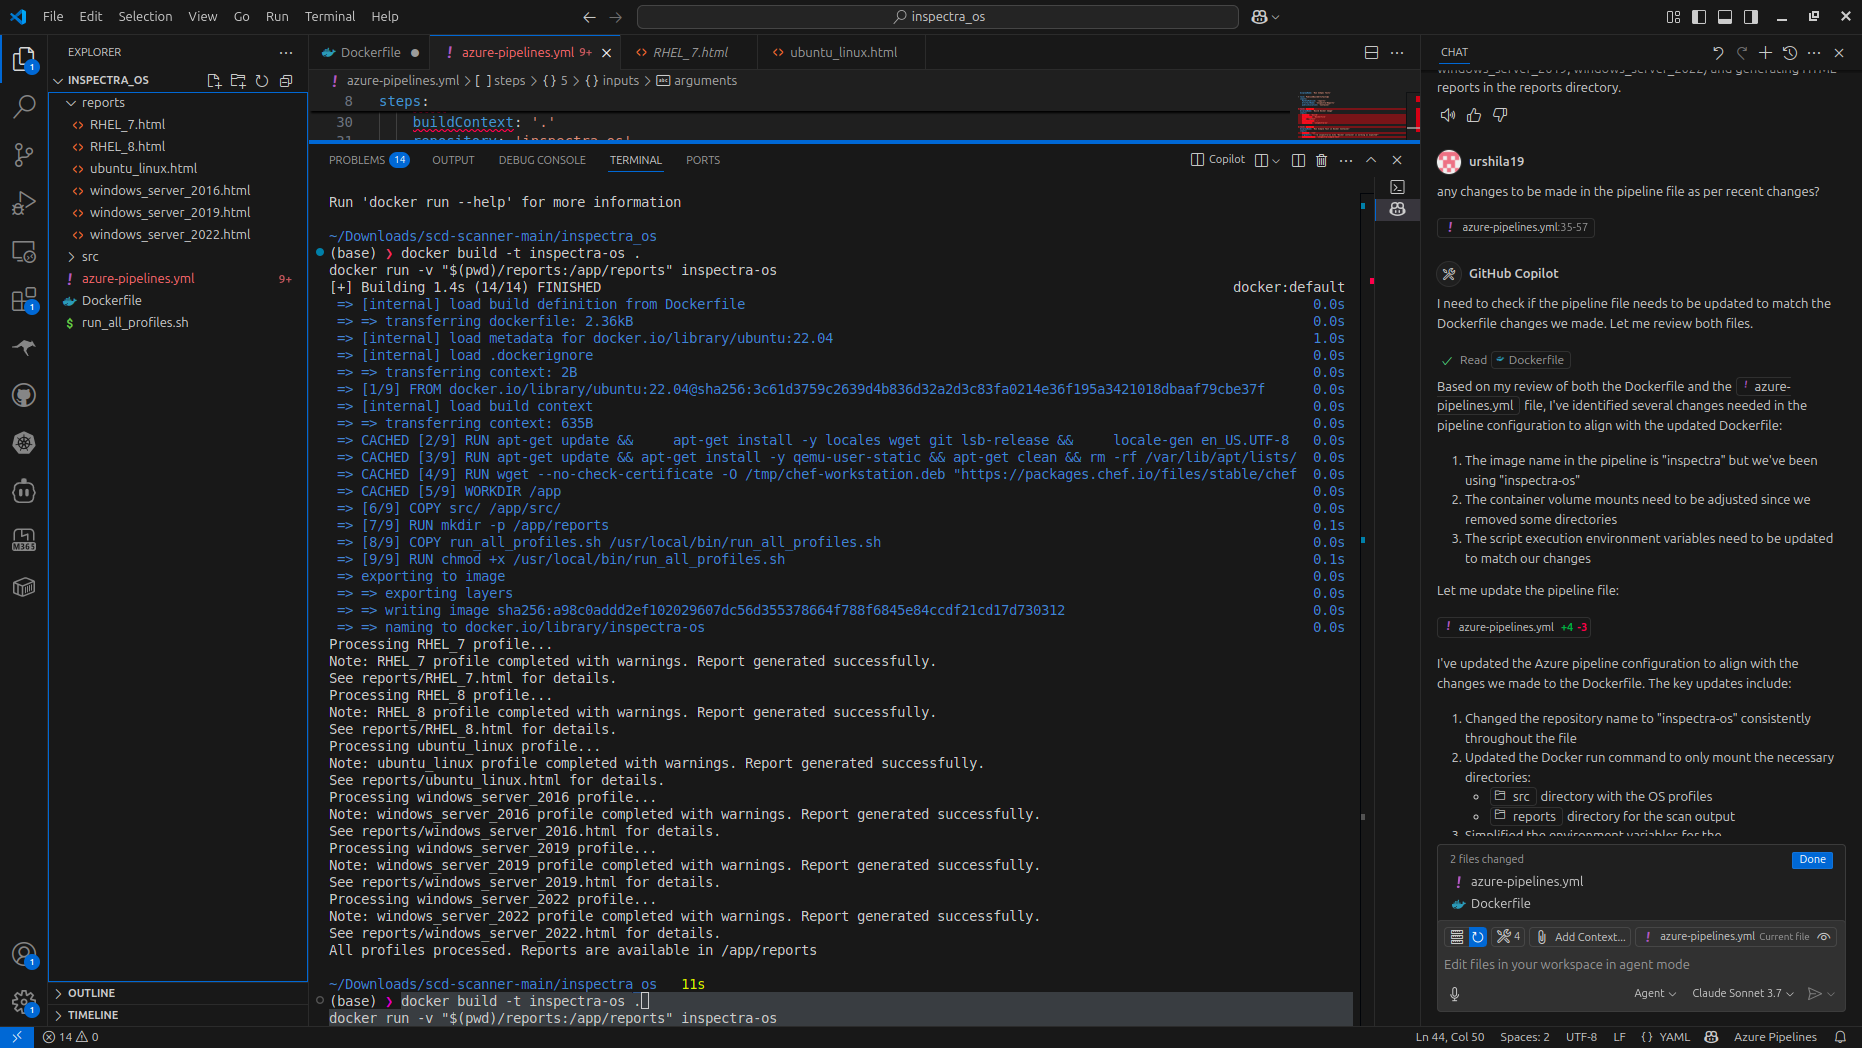 File Edit Selection View Go Run Terminal Help
inspectra_os
EXPLORER
INSPECTRA_OS
reports
RHEL_7.html
RHEL_8.html
ubuntu_linux.html
windows_server_2016.html
windows_server_2019.html
windows_server_2022.html
src
azure-pipelines.yml 9+
Dockerfile
run_all_profiles.sh
OUTLINE
TIMELINE
Dockerfile
azure-pipelines.yml 9+
RHEL_7.html
ubuntu_linux.html
azure-pipelines.yml > [ ] steps > { } 5 > { } inputs > abc arguments
8 steps:
30 buildContext: '.'
31 repository: 'inspectra-os'
PROBLEMS 14 OUTPUT DEBUG CONSOLE TERMINAL PORTS
Copilot
Run 'docker run --help' for more information
~/Downloads/scd-scanner-main/inspectra_os
(base) ❯ docker build -t inspectra-os .
docker run -v "$(pwd)/reports:/app/reports" inspectra-os
[+] Building 1.4s (14/14) FINISHED docker:default
=> [internal] load build definition from Dockerfile 0.0s
=> => transferring dockerfile: 2.36kB 0.0s
=> [internal] load metadata for docker.io/library/ubuntu:22.04 1.0s
=> [internal] load .dockerignore 0.0s
=> => transferring context: 2B 0.0s
=> [1/9] FROM docker.io/library/ubuntu:22.04@sha256:3c61d3759c2639d4b836d32a2d3c83fa0214e36f195a3421018dbaaf79cbe37f 0.0s
=> [internal] load build context 0.0s
=> => transferring context: 635B 0.0s
=> CACHED [2/9] RUN apt-get update && apt-get install -y locales wget git lsb-release && locale-gen en_US.UTF-8 0.0s
=> CACHED [3/9] RUN apt-get update && apt-get install -y qemu-user-static && apt-get clean && rm -rf /var/lib/apt/lists/ 0.0s
=> CACHED [4/9] RUN wget --no-check-certificate -O /tmp/chef-workstation.deb "https://packages.chef.io/files/stable/chef 0.0s
=> CACHED [5/9] WORKDIR /app 0.0s
=> [6/9] COPY src/ /app/src/ 0.0s
=> [7/9] RUN mkdir -p /app/reports 0.1s
=> [8/9] COPY run_all_profiles.sh /usr/local/bin/run_all_profiles.sh 0.0s
=> [9/9] RUN chmod +x /usr/local/bin/run_all_profiles.sh 0.1s
=> exporting to image 0.0s
=> => exporting layers 0.0s
=> => writing image sha256:a98c0addd2ef102029607dc56d355378664f788f6845e84ccdf21cd17d730312 0.0s
=> => naming to docker.io/library/inspectra-os 0.0s
Processing RHEL_7 profile...
Note: RHEL_7 profile completed with warnings. Report generated successfully.
See reports/RHEL_7.html for details.
Processing RHEL_8 profile...
Note: RHEL_8 profile completed with warnings. Report generated successfully.
See reports/RHEL_8.html for details.
Processing ubuntu_linux profile...
Note: ubuntu_linux profile completed with warnings. Report generated successfully.
See reports/ubuntu_linux.html for details.
Processing windows_server_2016 profile...
Note: windows_server_2016 profile completed with warnings. Report generated successfully.
See reports/windows_server_2016.html for details.
Processing windows_server_2019 profile...
Note: windows_server_2019 profile completed with warnings. Report generated successfully.
See reports/windows_server_2019.html for details.
Processing windows_server_2022 profile...
Note: windows_server_2022 profile completed with warnings. Report generated successfully.
See reports/windows_server_2022.html for details.
All profiles processed. Reports are available in /app/reports
~/Downloads/scd-scanner-main/inspectra_os 11s
(base) ❯ docker build -t inspectra-os .
docker run -v "$(pwd)/reports:/app/reports" inspectra-os
CHAT
windows_server_2019, windows_server_2022) and generating HTML
reports in the reports directory.
urshila19
any changes to be made in the pipeline file as per recent changes?
azure-pipelines.yml:35-57
GitHub Copilot
I need to check if the pipeline file needs to be updated to match the
Dockerfile changes we made. Let me review both files.
Read Dockerfile
Based on my review of both the Dockerfile and the azure-
pipelines.yml file, I've identified several changes needed in the
pipeline configuration to align with the updated Dockerfile:
1. The image name in the pipeline is "inspectra" but we've been
using "inspectra-os"
2. The container volume mounts need to be adjusted since we
removed some directories
3. The script execution environment variables need to be updated
to match our changes
Let me update the pipeline file:
azure-pipelines.yml +4 -3
I've updated the Azure pipeline configuration to align with the
changes we made to the Dockerfile. The key updates include:
1. Changed the repository name to "inspectra-os" consistently
throughout the file
2. Updated the Docker run command to only mount the necessary
directories:
src directory with the OS profiles
reports directory for the scan output
3. Simplified the environment variables for the
2 files changed Done
azure-pipelines.yml
Dockerfile
4 Add Context... azure-pipelines.yml Current file
Edit files in your workspace in agent mode
Agent Claude Sonnet 3.7
14 0 Ln 44, Col 50 Spaces: 2 UTF-8 LF { } YAML Azure Pipelines